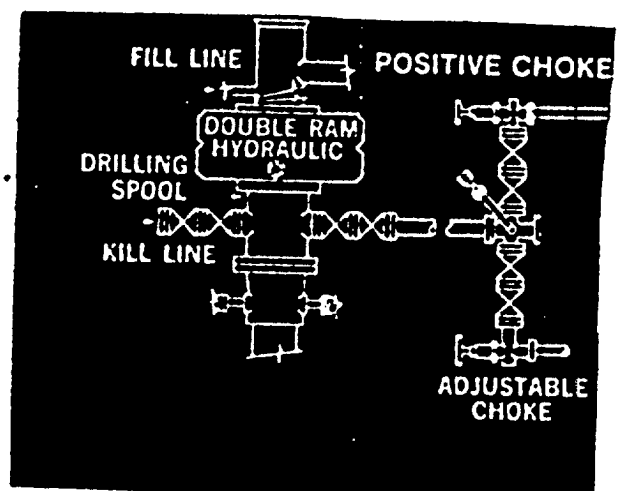 FILL LINE
POSITIVE CHOKE
DOUBLE RAM
HYDRAULIC
DRILLING
SPOOL
KILL LINE
ADJUSTABLE
CHOKE